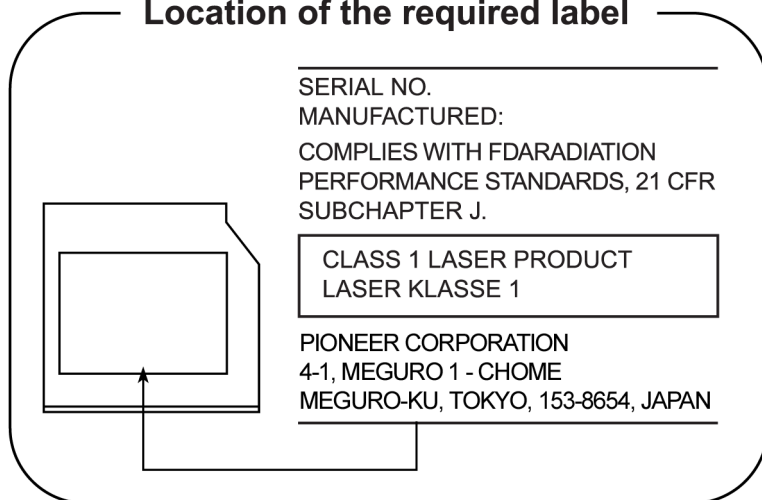 Location of the required label
SERIAL NO.
MANUFACTURED:
COMPLIES WITH FDARADIATION
PERFORMANCE STANDARDS, 21 CFR
SUBCHAPTER J.
CLASS 1 LASER PRODUCT
LASER KLASSE 1
PIONEER CORPORATION
4-1, MEGURO 1 - CHOME
MEGURO-KU, TOKYO, 153-8654, JAPAN